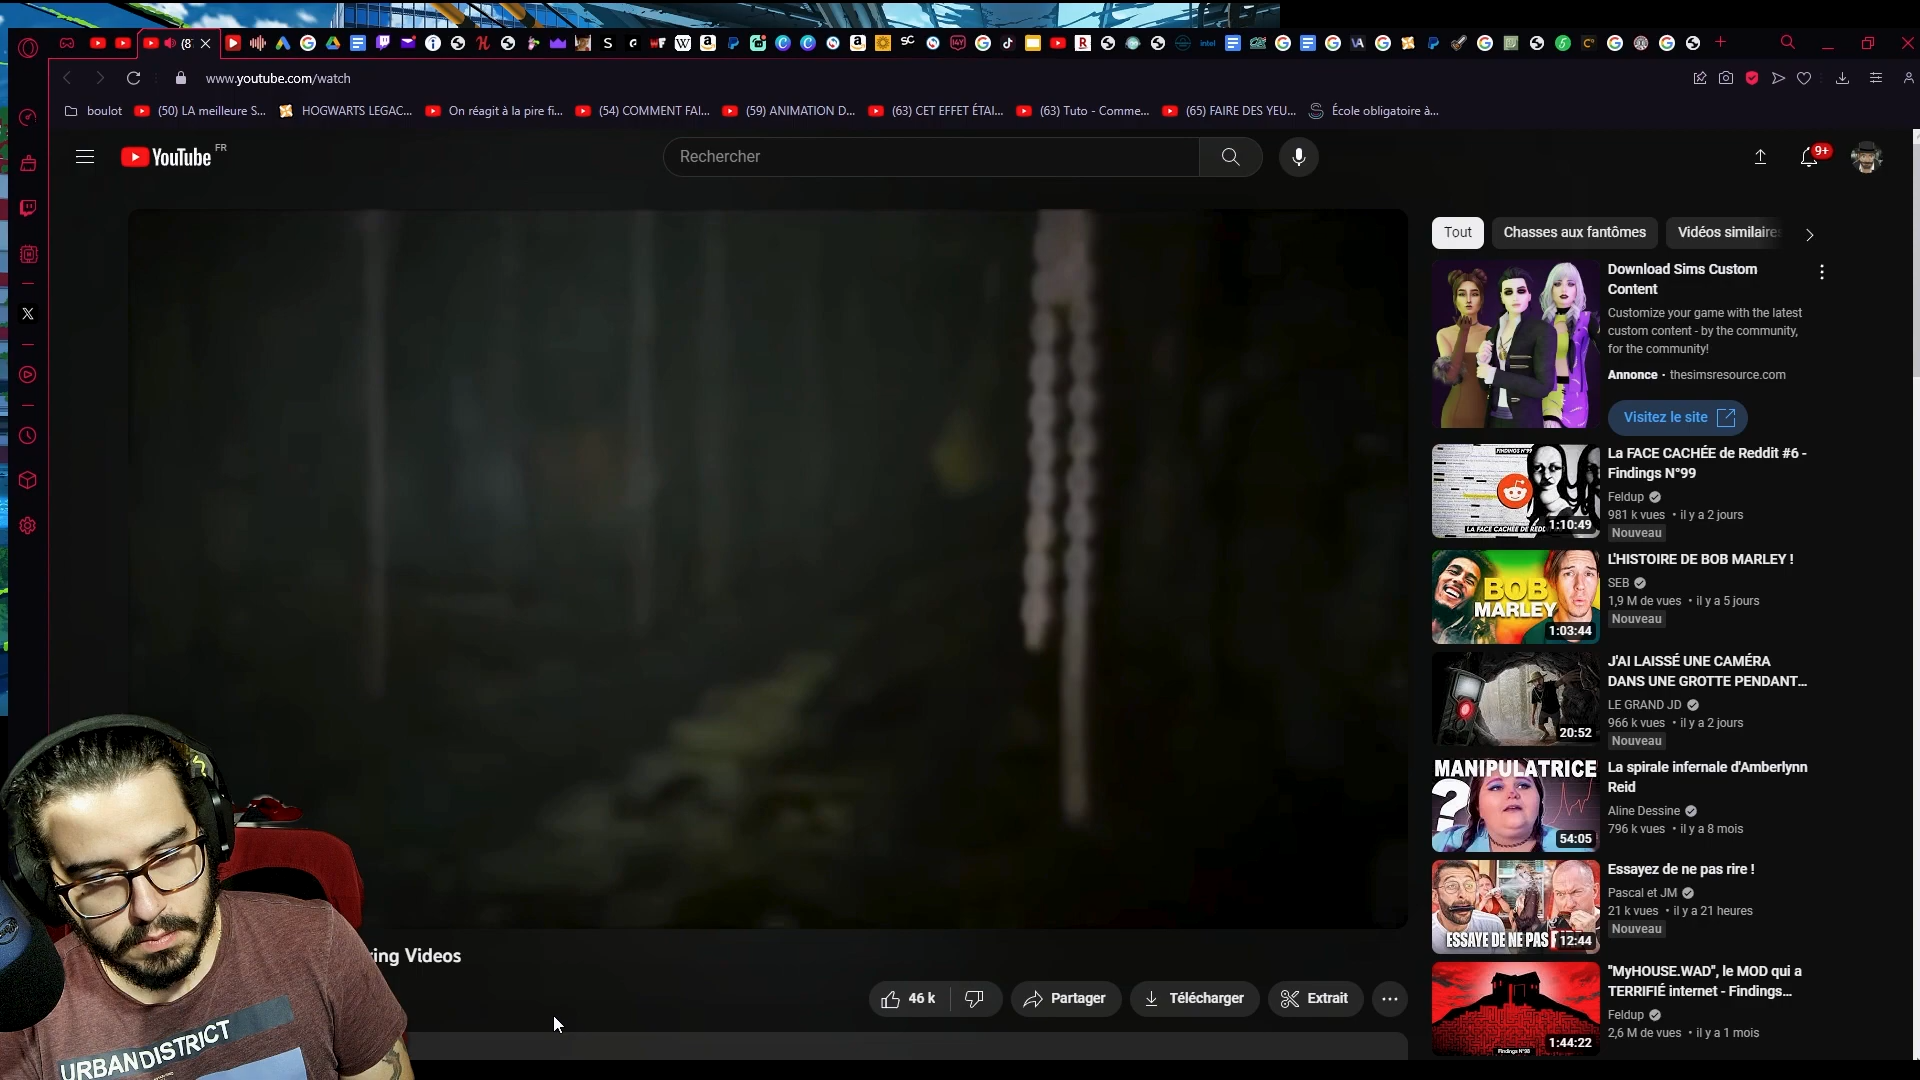 (8
www.youtube.com/watch
boulot
(50) LA meilleure S...
HOGWARTS LEGAC...
On réagit à la pire fi...
(54) COMMENT FAI...
(59) ANIMATION D...
(63) CET EFFET ÉTAI...
(63) Tuto - Comme...
(65) FAIRE DES YEU...
École obligatoire à...
YouTube FR
Rechercher
9+
Tout
Chasses aux fantômes
Vidéos similaires
Download Sims Custom
Content
Customize your game with the latest
custom content - by the community,
for the community!
Annonce • thesimsresource.com
Visitez le site
La FACE CACHÉE de Reddit #6 -
Findings N°99
Feldup
981 k vues • il y a 2 jours
Nouveau
1:10:49
L'HISTOIRE DE BOB MARLEY !
SEB
1,9 M de vues • il y a 5 jours
Nouveau
BOB
MARLEY
1:03:44
J'AI LAISSÉ UNE CAMÉRA
DANS UNE GROTTE PENDANT...
LE GRAND JD
966 k vues • il y a 2 jours
Nouveau
20:52
MANIPULATRICE
?
La spirale infernale d'Amberlynn
Reid
Aline Dessine
796 k vues • il y a 8 mois
54:05
Essayez de ne pas rire !
Pascal et JM
21 k vues • il y a 21 heures
Nouveau
ESSAYE DE NE PAS
12:44
"MyHOUSE.WAD", le MOD qui a
TERRIFIÉ internet - Findings...
Feldup
2,6 M de vues • il y a 1 mois
1:44:22
ring Videos
46 k
Partager
Télécharger
Extrait
URBANDISTRICT